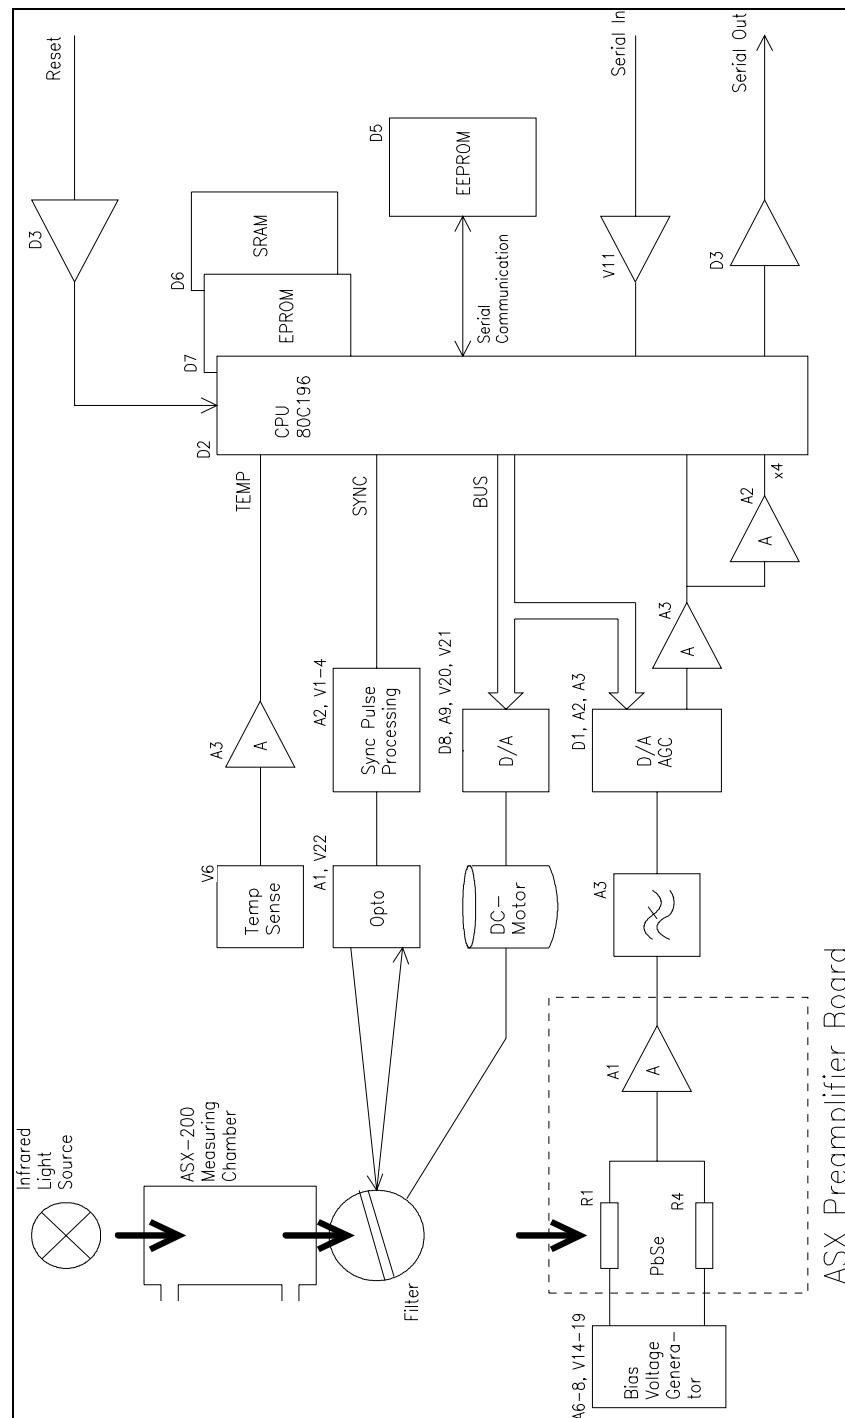 Infrared
Light
Source
ASX-200
Measuring
Chamber
Filter
V6
Temp
Sense
A3
A
TEMP
A1, V22
Opto
A2, V1-4
Sync Pulse
Processing
SYNC
DC-
Motor
D8, A9, V20, V21
D/A
BUS
A6-8, V14-19
Bias
Voltage
Genera-
tor
R1
PbSe
R4
A1
A
ASX Preamplifier Board
A3
D1, A2, A3
D/A
AGC
A3
A
A2
A
x4
D2
CPU
80C196
D7
EPROM
D6
SRAM
D3
Reset
Serial
Communication
D5
EEPROM
V11
Serial In
D3
Serial Out